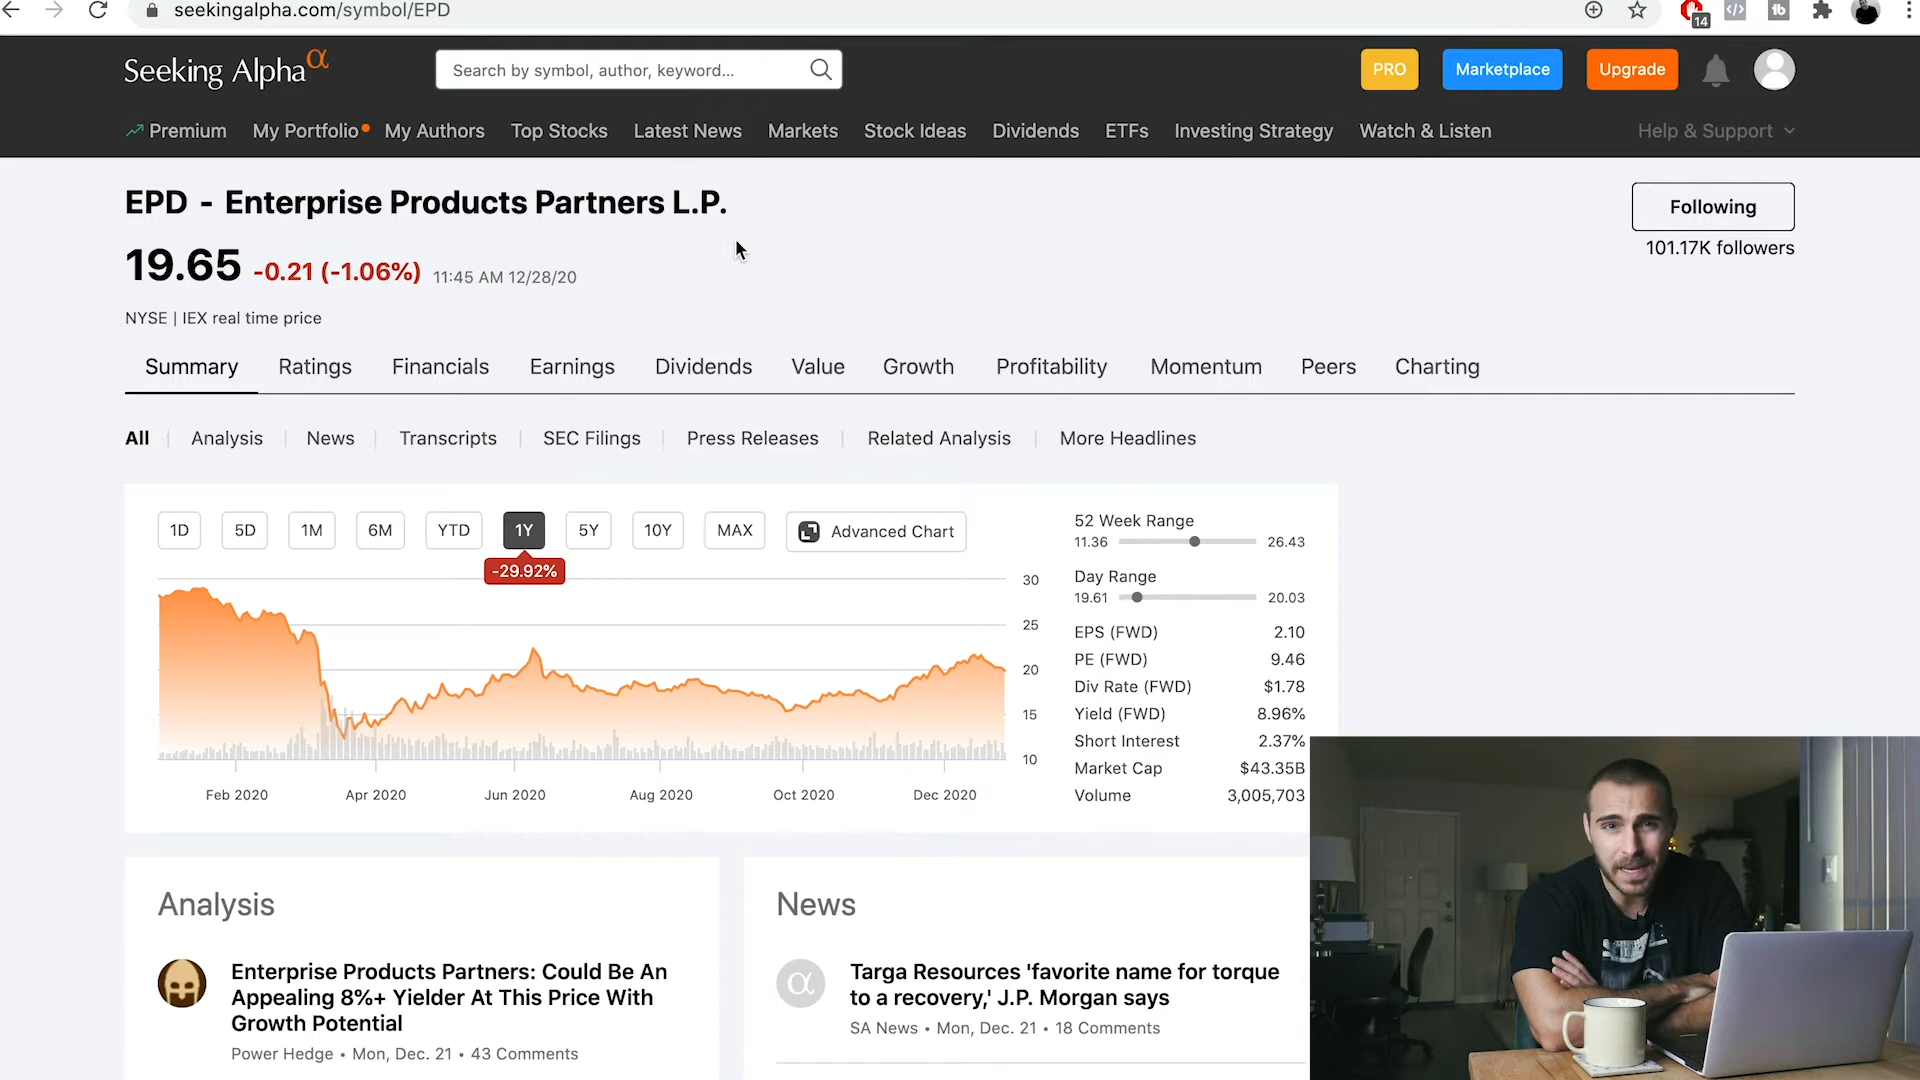 seekingalpha.com/symbol/EPD
14
Seeking Alpha α
Search by symbol, author, keyword...
PRO
Marketplace
Upgrade
Premium
My Portfolio
My Authors
Top Stocks
Latest News
Markets
Stock Ideas
Dividends
ETFs
Investing Strategy
Watch & Listen
Help & Support
EPD - Enterprise Products Partners L.P.
Following
101.17K followers
19.65 -0.21 (-1.06%) 11:45 AM 12/28/20
NYSE | IEX real time price
Summary
Ratings
Financials
Earnings
Dividends
Value
Growth
Profitability
Momentum
Peers
Charting
All
Analysis
News
Transcripts
SEC Filings
Press Releases
Related Analysis
More Headlines
1D
5D
1M
6M
YTD
1Y
5Y
10Y
MAX
Advanced Chart
-29.92%
30
25
20
15
10
Feb 2020
Apr 2020
Jun 2020
Aug 2020
Oct 2020
Dec 2020
52 Week Range
11.36
26.43
Day Range
19.61
20.03
EPS (FWD) 2.10
PE (FWD) 9.46
Div Rate (FWD) $1.78
Yield (FWD) 8.96%
Short Interest 2.37%
Market Cap $43.35B
Volume 3,005,703
Analysis
Enterprise Products Partners: Could Be An
Appealing 8%+ Yielder At This Price With
Growth Potential
Power Hedge • Mon, Dec. 21 • 43 Comments
News
α
Targa Resources 'favorite name for torque
to a recovery,' J.P. Morgan says
SA News • Mon, Dec. 21 • 18 Comments